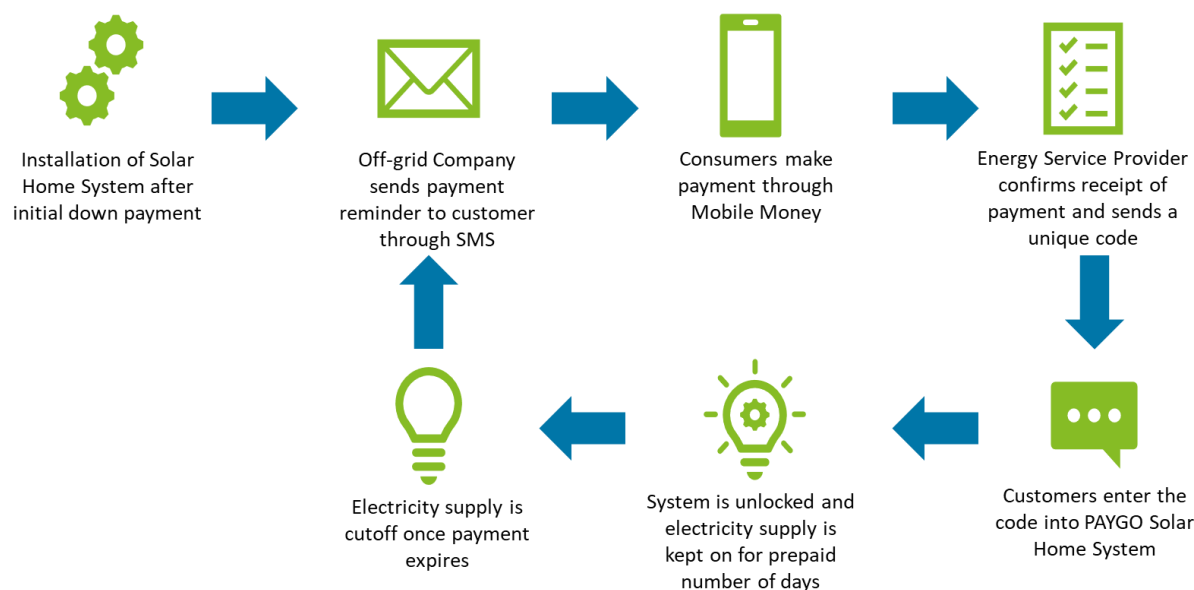 Installation of Solar
Home System after
initial down payment
Off-grid Company
sends payment
reminder to customer
through SMS
Consumers make
payment through
Mobile Money
Energy Service Provider
confirms receipt of
payment and sends a
unique code
Customers enter the
code into PAYGO Solar
Home System
System is unlocked and
electricity supply is
kept on for prepaid
number of days
Electricity supply is
cutoff once payment
expires